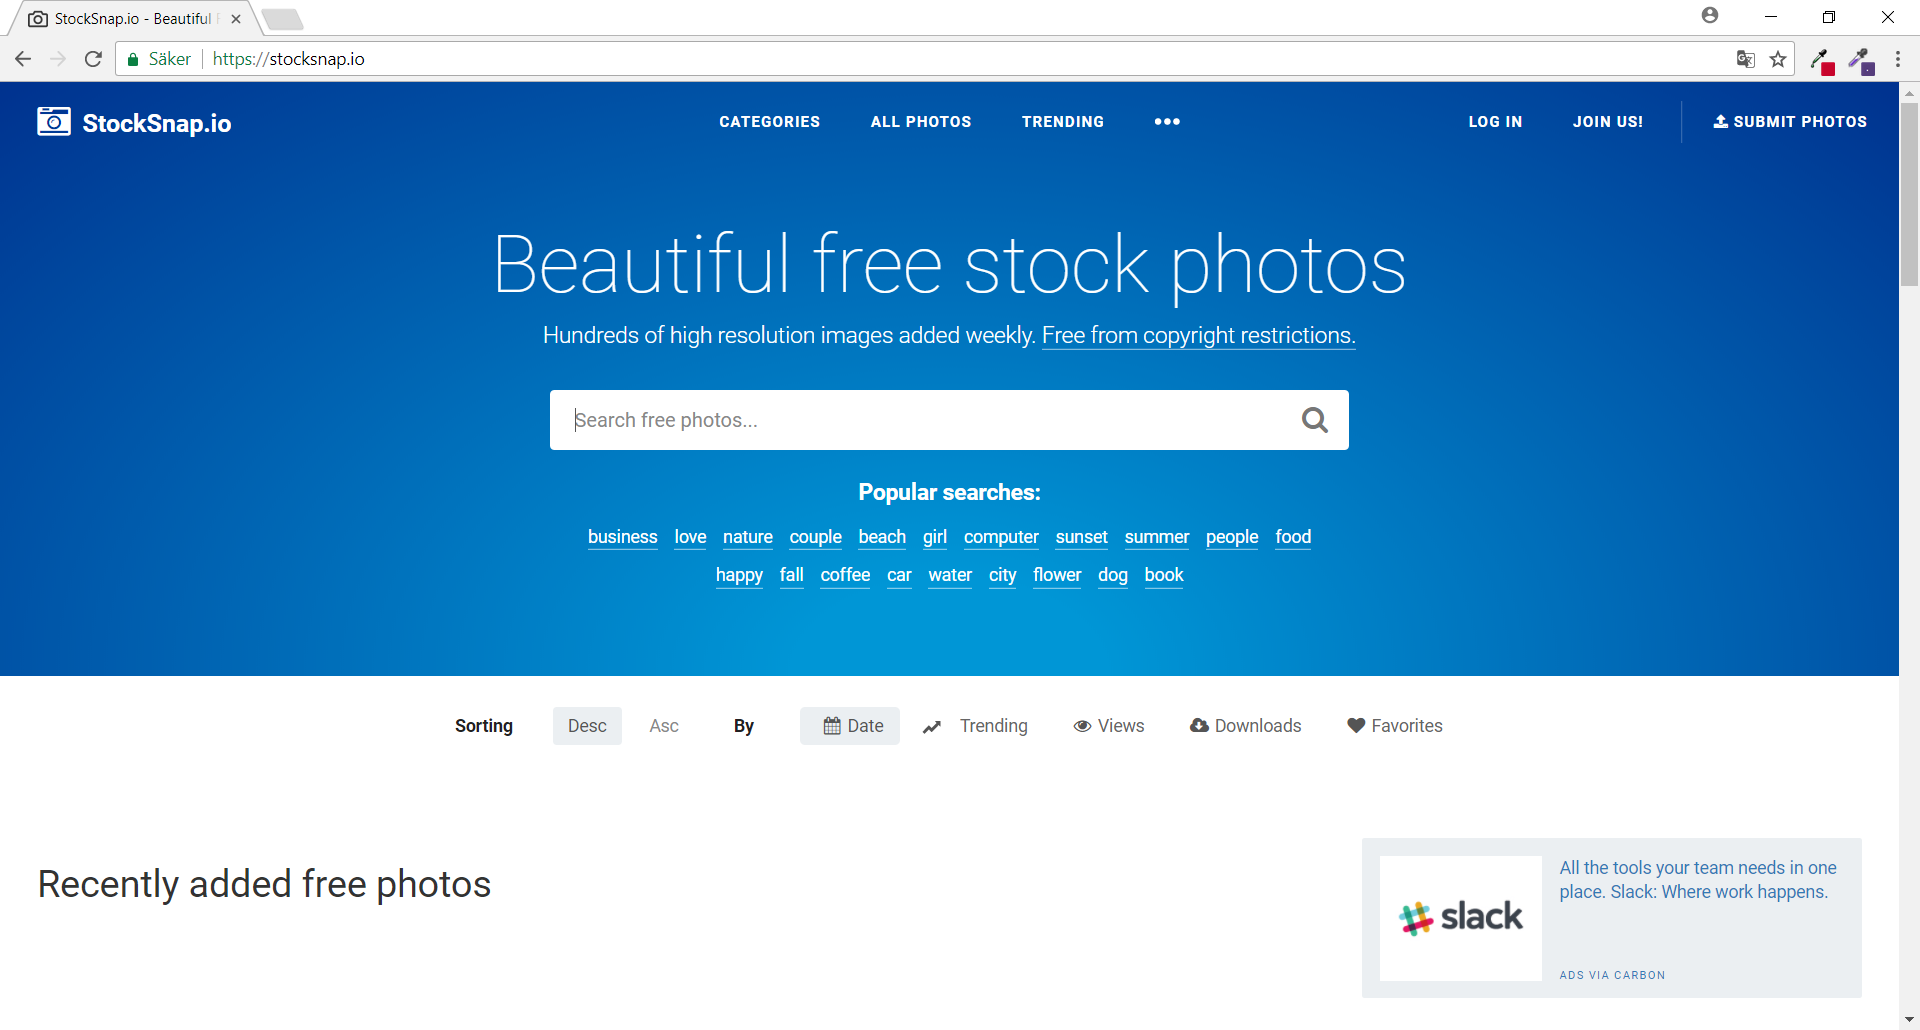 StockSnap.io - Beautiful
Säker https://stocksnap.io
StockSnap.io CATEGORIES ALL PHOTOS TRENDING ••• LOG IN JOIN US! SUBMIT PHOTOS
Beautiful free stock photos
Hundreds of high resolution images added weekly. Free from copyright restrictions.
Search free photos...
Popular searches:
business love nature couple beach girl computer sunset summer people food
happy fall coffee car water city flower dog book
Sorting Desc Asc By Date Trending Views Downloads Favorites
Recently added free photos
slack
All the tools your team needs in one
place. Slack: Where work happens.
ADS VIA CARBON